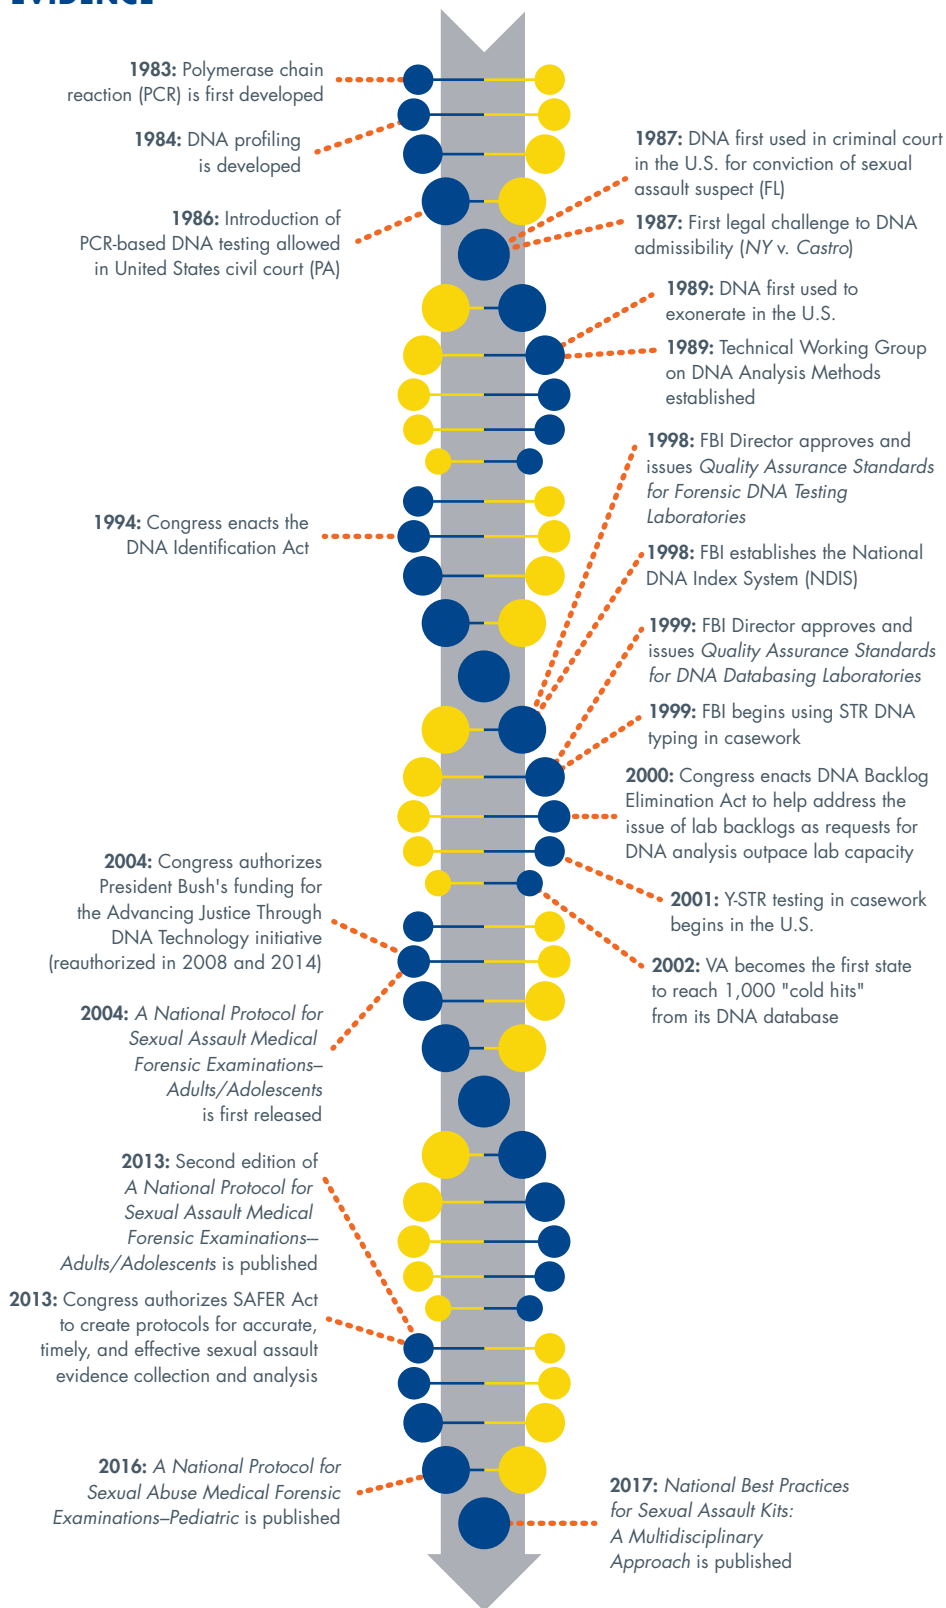 EVIDENCE
1983: Polymerase chain
reaction (PCR) is first developed
1984: DNA profiling
is developed
1986: Introduction of
PCR-based DNA testing allowed
in United States civil court (PA)
1987: DNA first used in criminal court
in the U.S. for conviction of sexual
assault suspect (FL)
1987: First legal challenge to DNA
admissibility (NY v. Castro)
1989: DNA first used to
exonerate in the U.S.
1989: Technical Working Group
on DNA Analysis Methods
established
1994: Congress enacts the
DNA Identification Act
1998: FBI Director approves and
issues Quality Assurance Standards
for Forensic DNA Testing
Laboratories
1998: FBI establishes the National
DNA Index System (NDIS)
1999: FBI Director approves and
issues Quality Assurance Standards
for DNA Databasing Laboratories
1999: FBI begins using STR DNA
typing in casework
2000: Congress enacts DNA Backlog
Elimination Act to help address the
issue of lab backlogs as requests for
DNA analysis outpace lab capacity
2001: Y-STR testing in casework
begins in the U.S.
2002: VA becomes the first state
to reach 1,000 "cold hits"
from its DNA database
2004: Congress authorizes
President Bush's funding for
the Advancing Justice Through
DNA Technology initiative
(reauthorized in 2008 and 2014)
2004: A National Protocol for
Sexual Assault Medical
Forensic Examinations–
Adults/Adolescents
is first released
2013: Second edition of
A National Protocol for
Sexual Assault Medical
Forensic Examinations–
Adults/Adolescents is published
2013: Congress authorizes SAFER Act
to create protocols for accurate,
timely, and effective sexual assault
evidence collection and analysis
2016: A National Protocol for
Sexual Abuse Medical Forensic
Examinations–Pediatric is published
2017: National Best Practices
for Sexual Assault Kits:
A Multidisciplinary
Approach is published